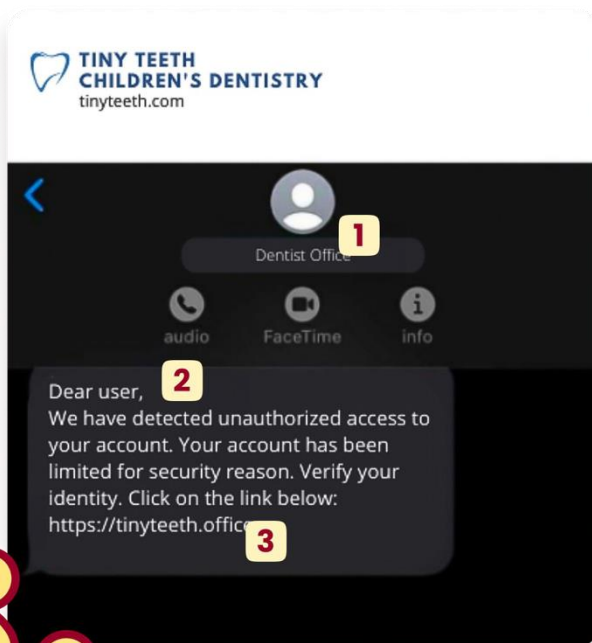 TINY TEETH
CHILDREN'S DENTISTRY
tinyteeth.com
1
Dentist Office
audio
FaceTime
info
2
Dear user,
We have detected unauthorized access to
your account. Your account has been
limited for security reason. Verify your
identity. Click on the link below:
https://tinyteeth.office
3